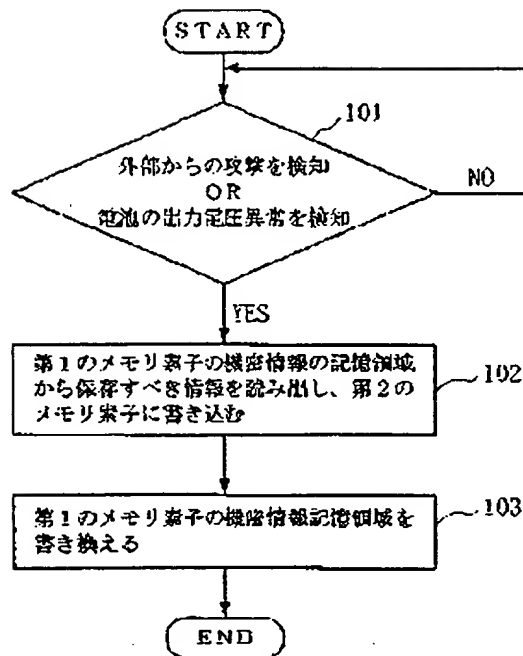 START
101
外部からの攻撃を検知
OR
電池の出力電圧異常を検知
NO
YES
第1のメモリ素子の機密情報の記憶領域
から保存すべき情報を読み出し、第2の
メモリ素子に書き込む
102
第1のメモリ素子の機密情報記憶領域を
書き換える
103
END